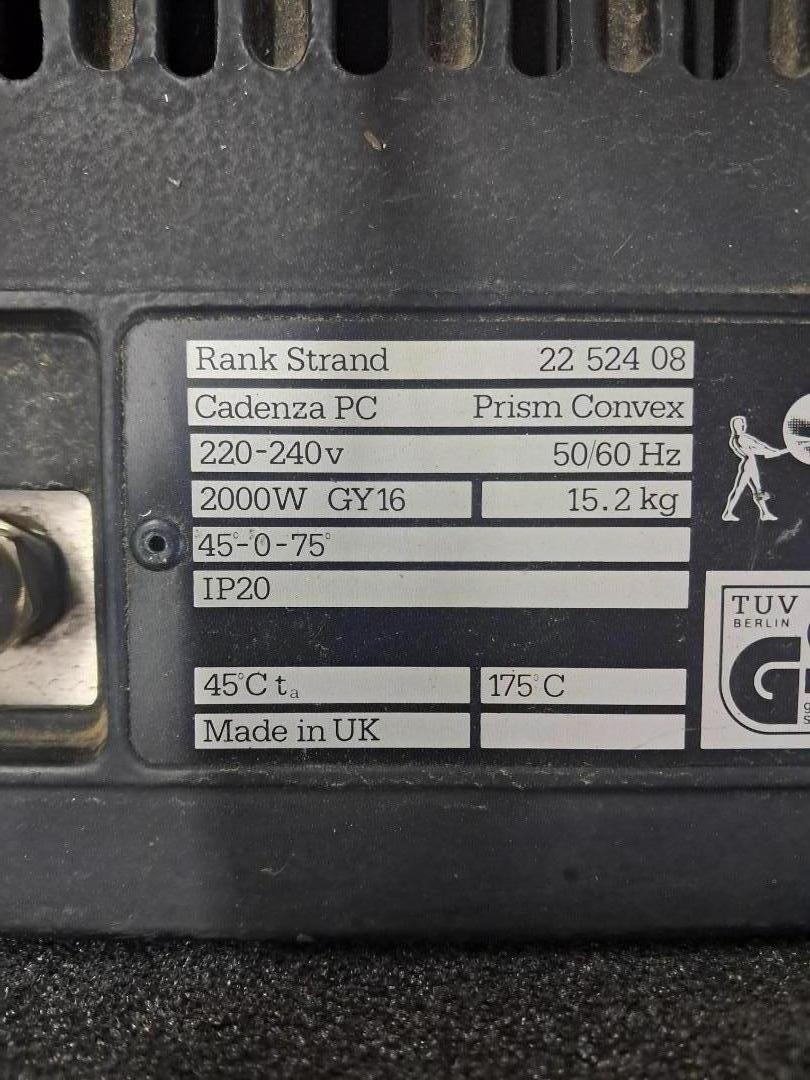 Rank Strand 22 524 08
Cadenza PC Prism Convex
220-240v 50/60 Hz
2000W GY16 15.2 kg
45°-0-75°
IP20
TUV
BERLIN
45°C ta 175°C
Made in UK